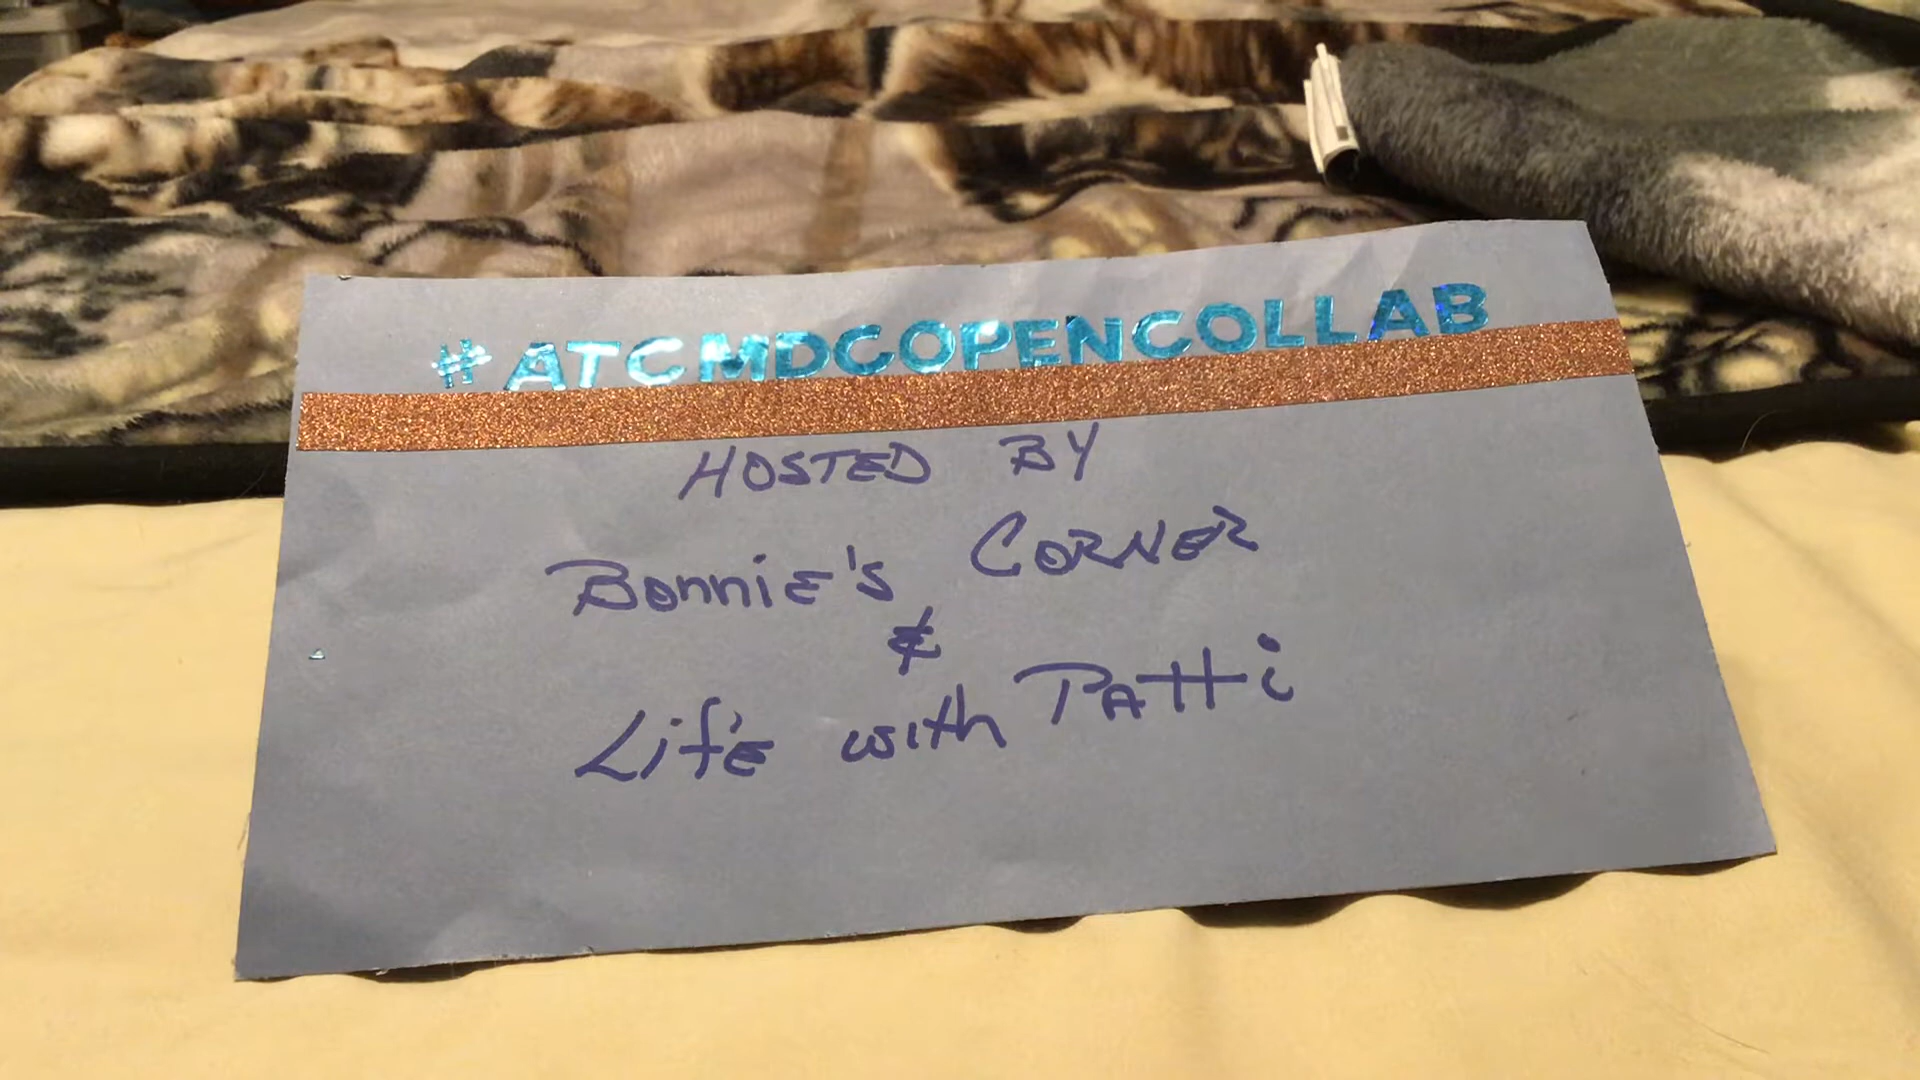 #ATCMDCOPENCOLLAB
HOSTED BY
Bonnie's CORNER
&
Life with PAtti